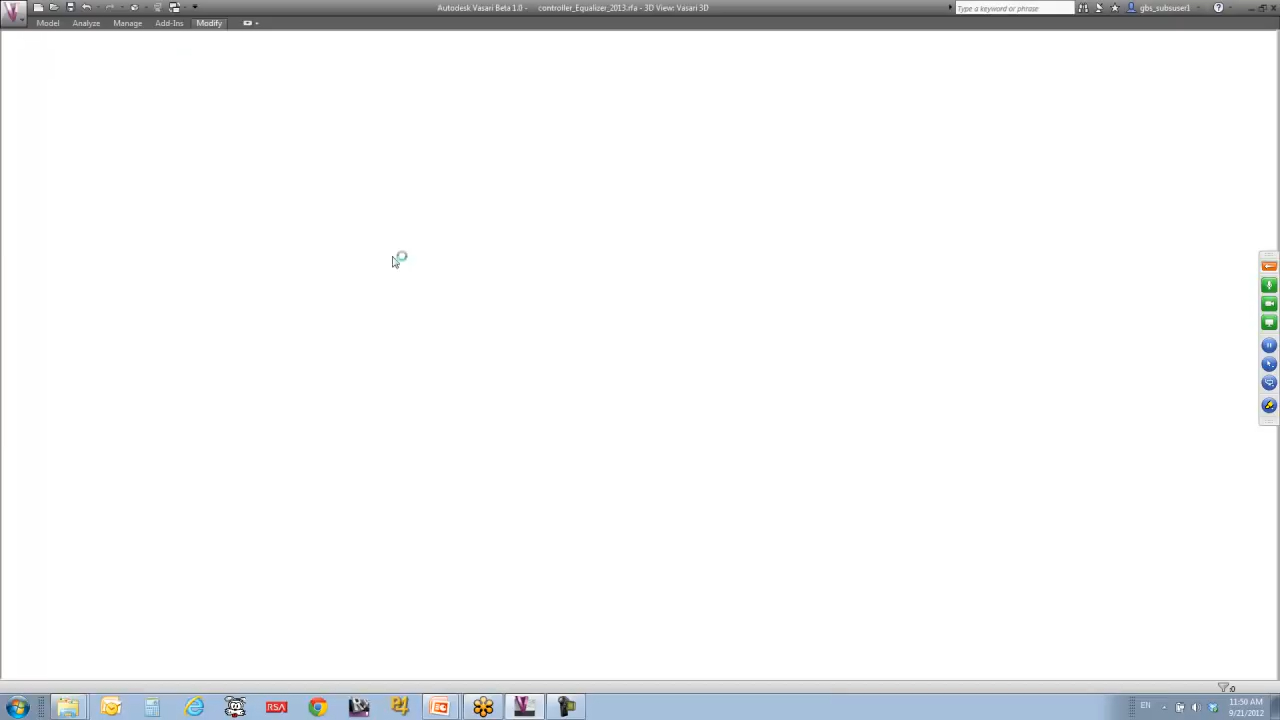 Autodesk Vasari Beta 1.0 - controller_Equalizer_2013.rfa - 3D View: Vasari 3D
Type a keyword or phrase
gbs_subsuser1
Model Analyze Manage Add-Ins Modify
:0
RSA
EN
11:50 AM
9/21/2012